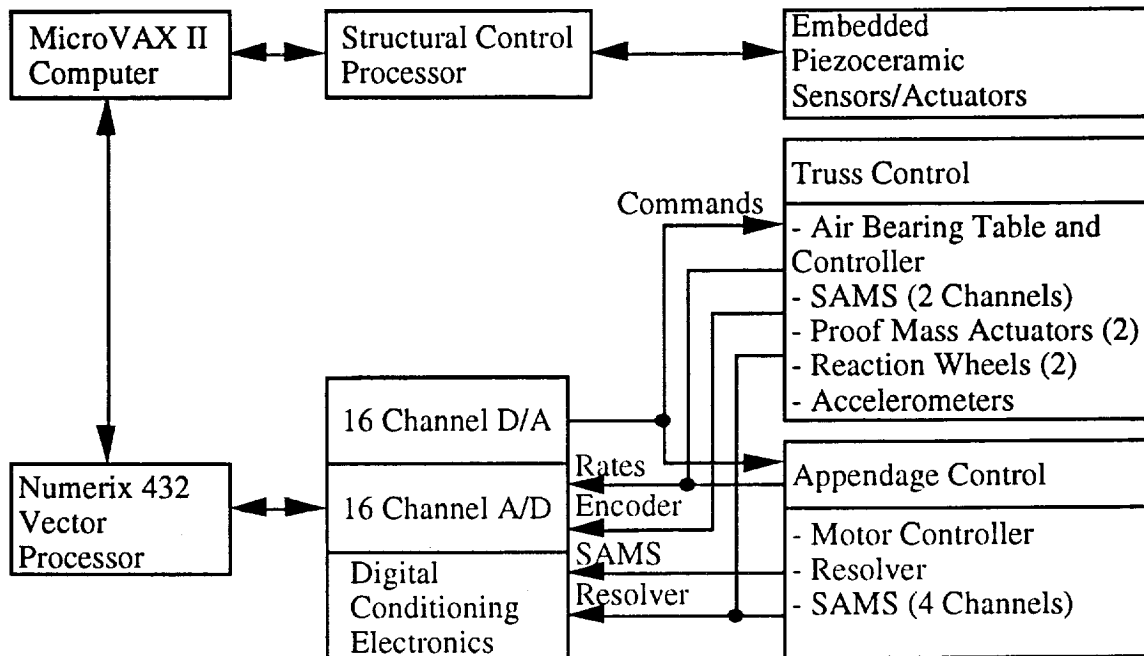 MicroVAX II
Computer
Structural Control
Processor
Embedded
Piezoceramic
Sensors/Actuators
Truss Control
Commands
- Air Bearing Table and
Controller
- SAMS (2 Channels)
- Proof Mass Actuators (2)
- Reaction Wheels (2)
- Accelerometers
16 Channel D/A
Rates
Appendage Control
Numerix 432
Vector
Processor
16 Channel A/D
Encoder
SAMS
- Motor Controller
- Resolver
- SAMS (4 Channels)
Digital
Conditioning
Electronics
Resolver